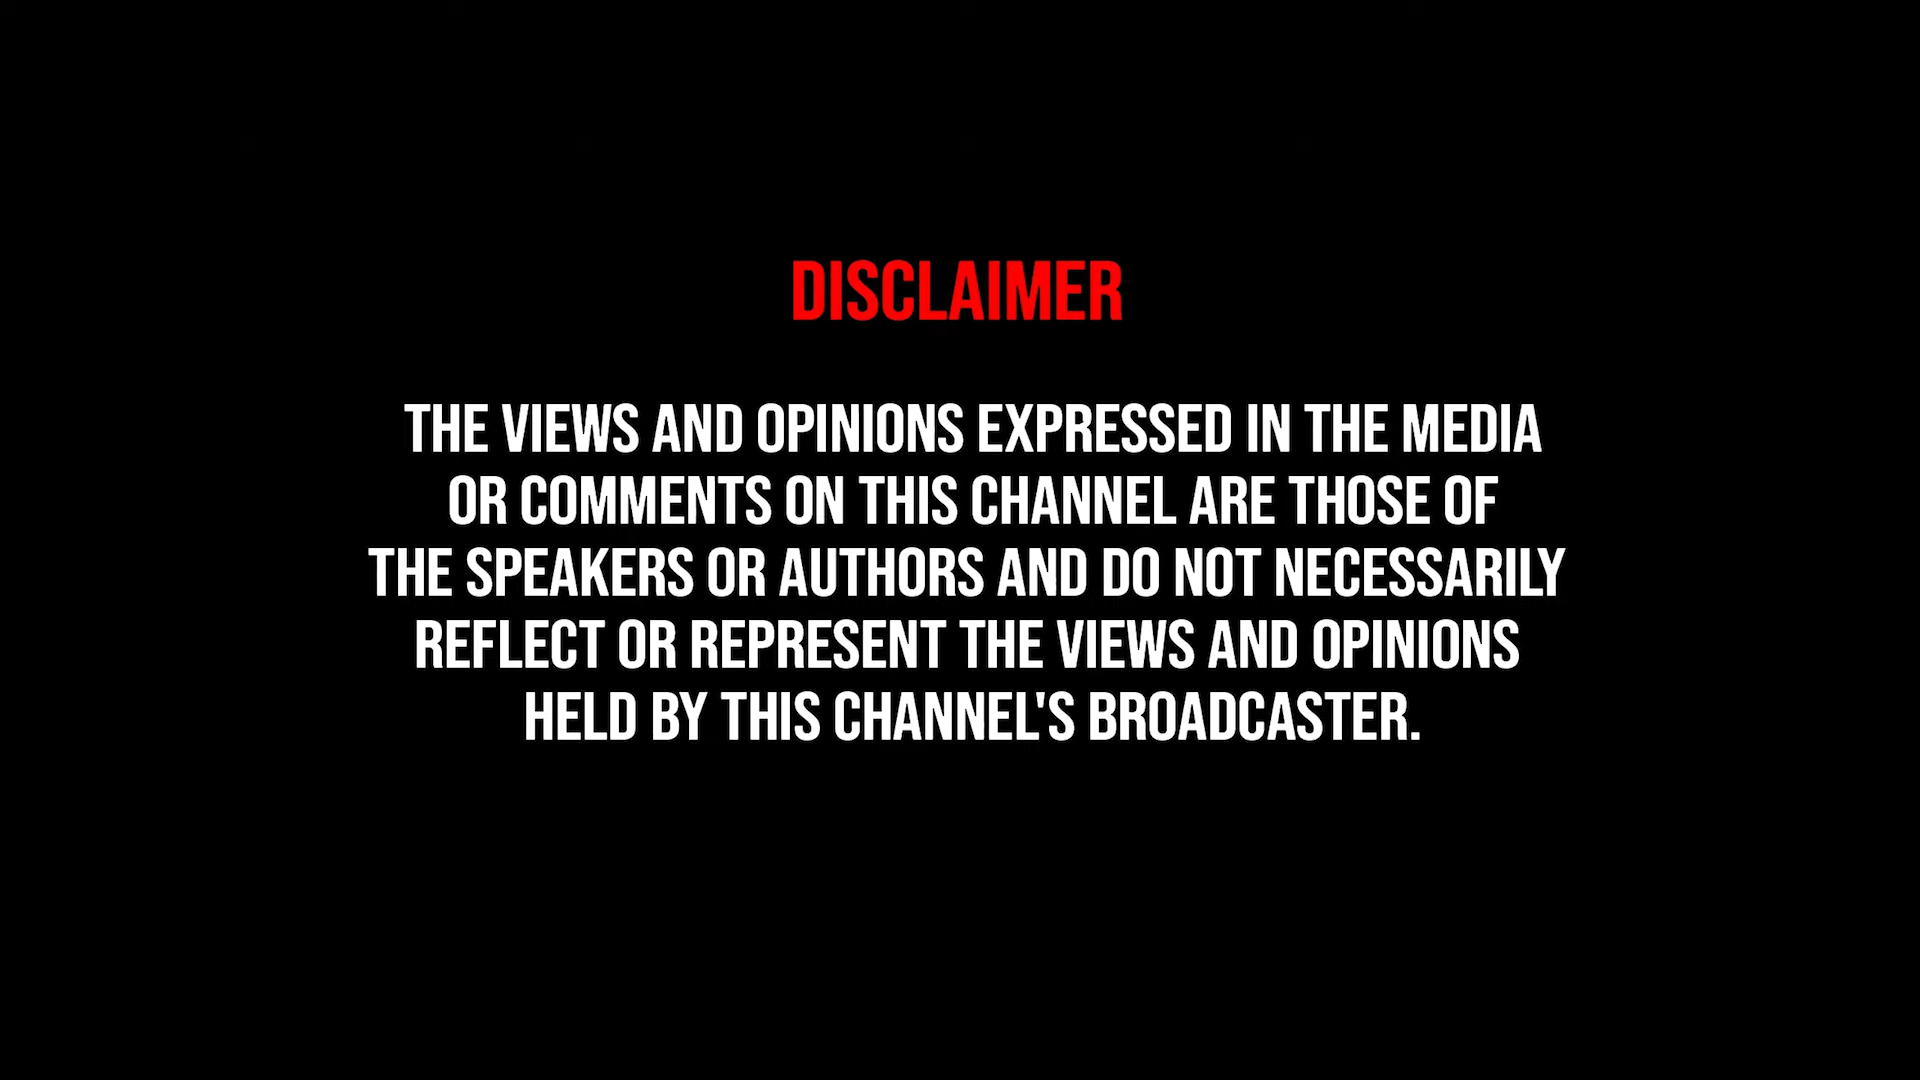 DISCLAIMER
THE VIEWS AND OPINIONS EXPRESSED IN THE MEDIA
OR COMMENTS ON THIS CHANNEL ARE THOSE OF
THE SPEAKERS OR AUTHORS AND DO NOT NECESSARILY
REFLECT OR REPRESENT THE VIEWS AND OPINIONS
HELD BY THIS CHANNEL'S BROADCASTER.